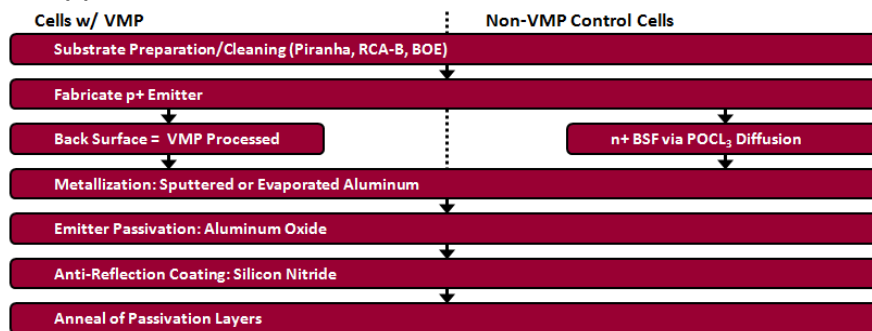 Cells w/ VMP
Non-VMP Control Cells
Substrate Preparation/Cleaning (Piranha, RCA-B, BOE)
Fabricate p+ Emitter
Back Surface = VMP Processed
n+ BSF via POCL₃ Diffusion
Metallization: Sputtered or Evaporated Aluminum
Emitter Passivation: Aluminum Oxide
Anti-Reflection Coating: Silicon Nitride
Anneal of Passivation Layers